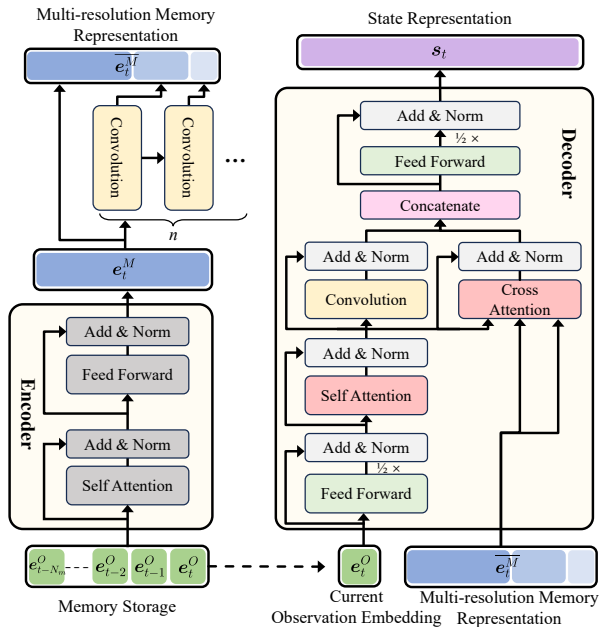 Multi-resolution Memory
Representation
$\overline{e_t^M}$
Convolution
Convolution
...
n
$e_t^M$
Encoder
Add & Norm
Feed Forward
Add & Norm
Self Attention
$e_{t-N_m}^O$ ---- $e_{t-2}^O$ $e_{t-1}^O$ $e_t^O$
Memory Storage
State Representation
$s_t$
Decoder
Add & Norm
½ ×
Feed Forward
Concatenate
Add & Norm
Convolution
Add & Norm
Cross
Attention
Add & Norm
Self Attention
Add & Norm
½ ×
Feed Forward
$e_t^O$
Current
Observation Embedding
$\overline{e_t^M}$
Multi-resolution Memory
Representation